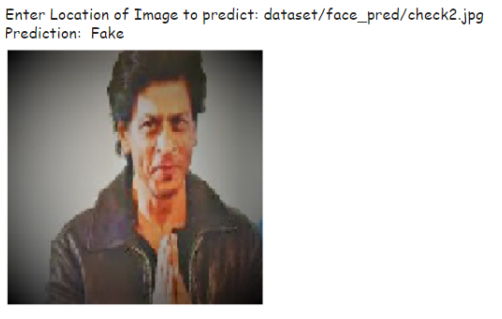 Enter Location of Image to predict: dataset/face_pred/check2.jpg
Prediction:  Fake